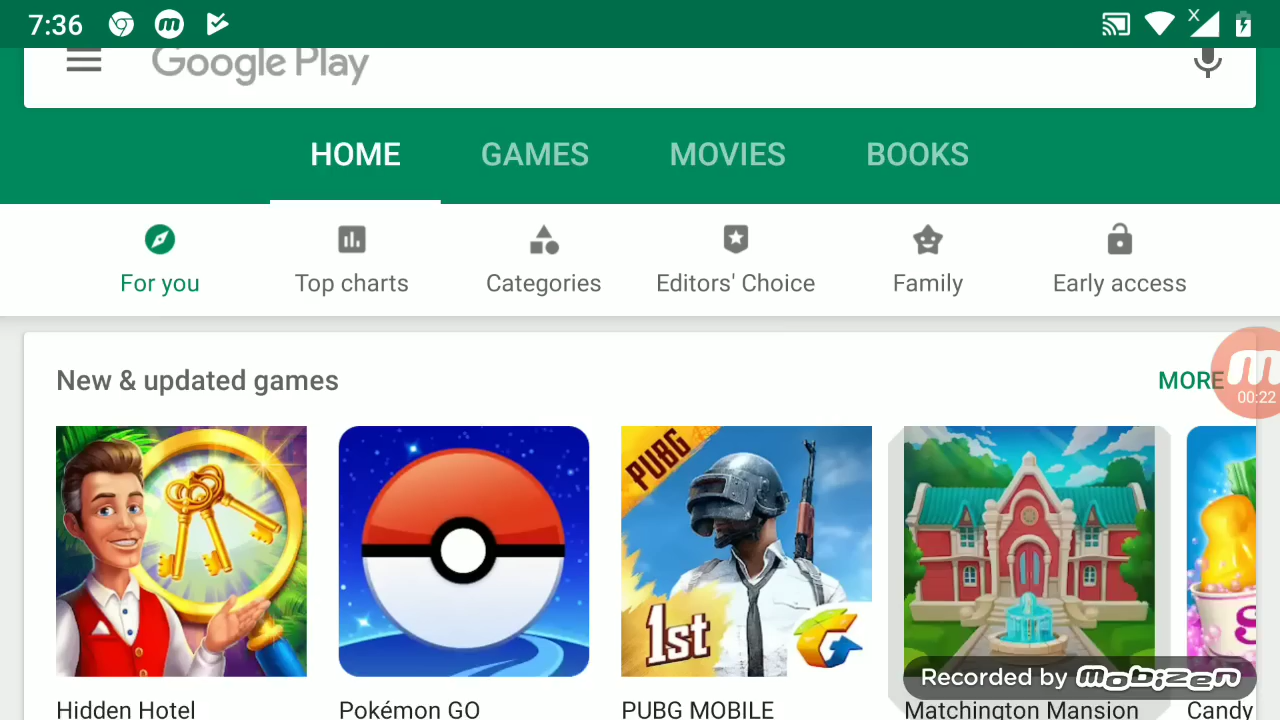 7:36
Google Play
HOME GAMES MOVIES BOOKS
For you Top charts Categories Editors' Choice Family Early access
New & updated games MORE
00:22
PUBG
1st
S
Recorded by mobizen
Hidden Hotel Pokémon GO PUBG MOBILE Matchington Mansion Candy